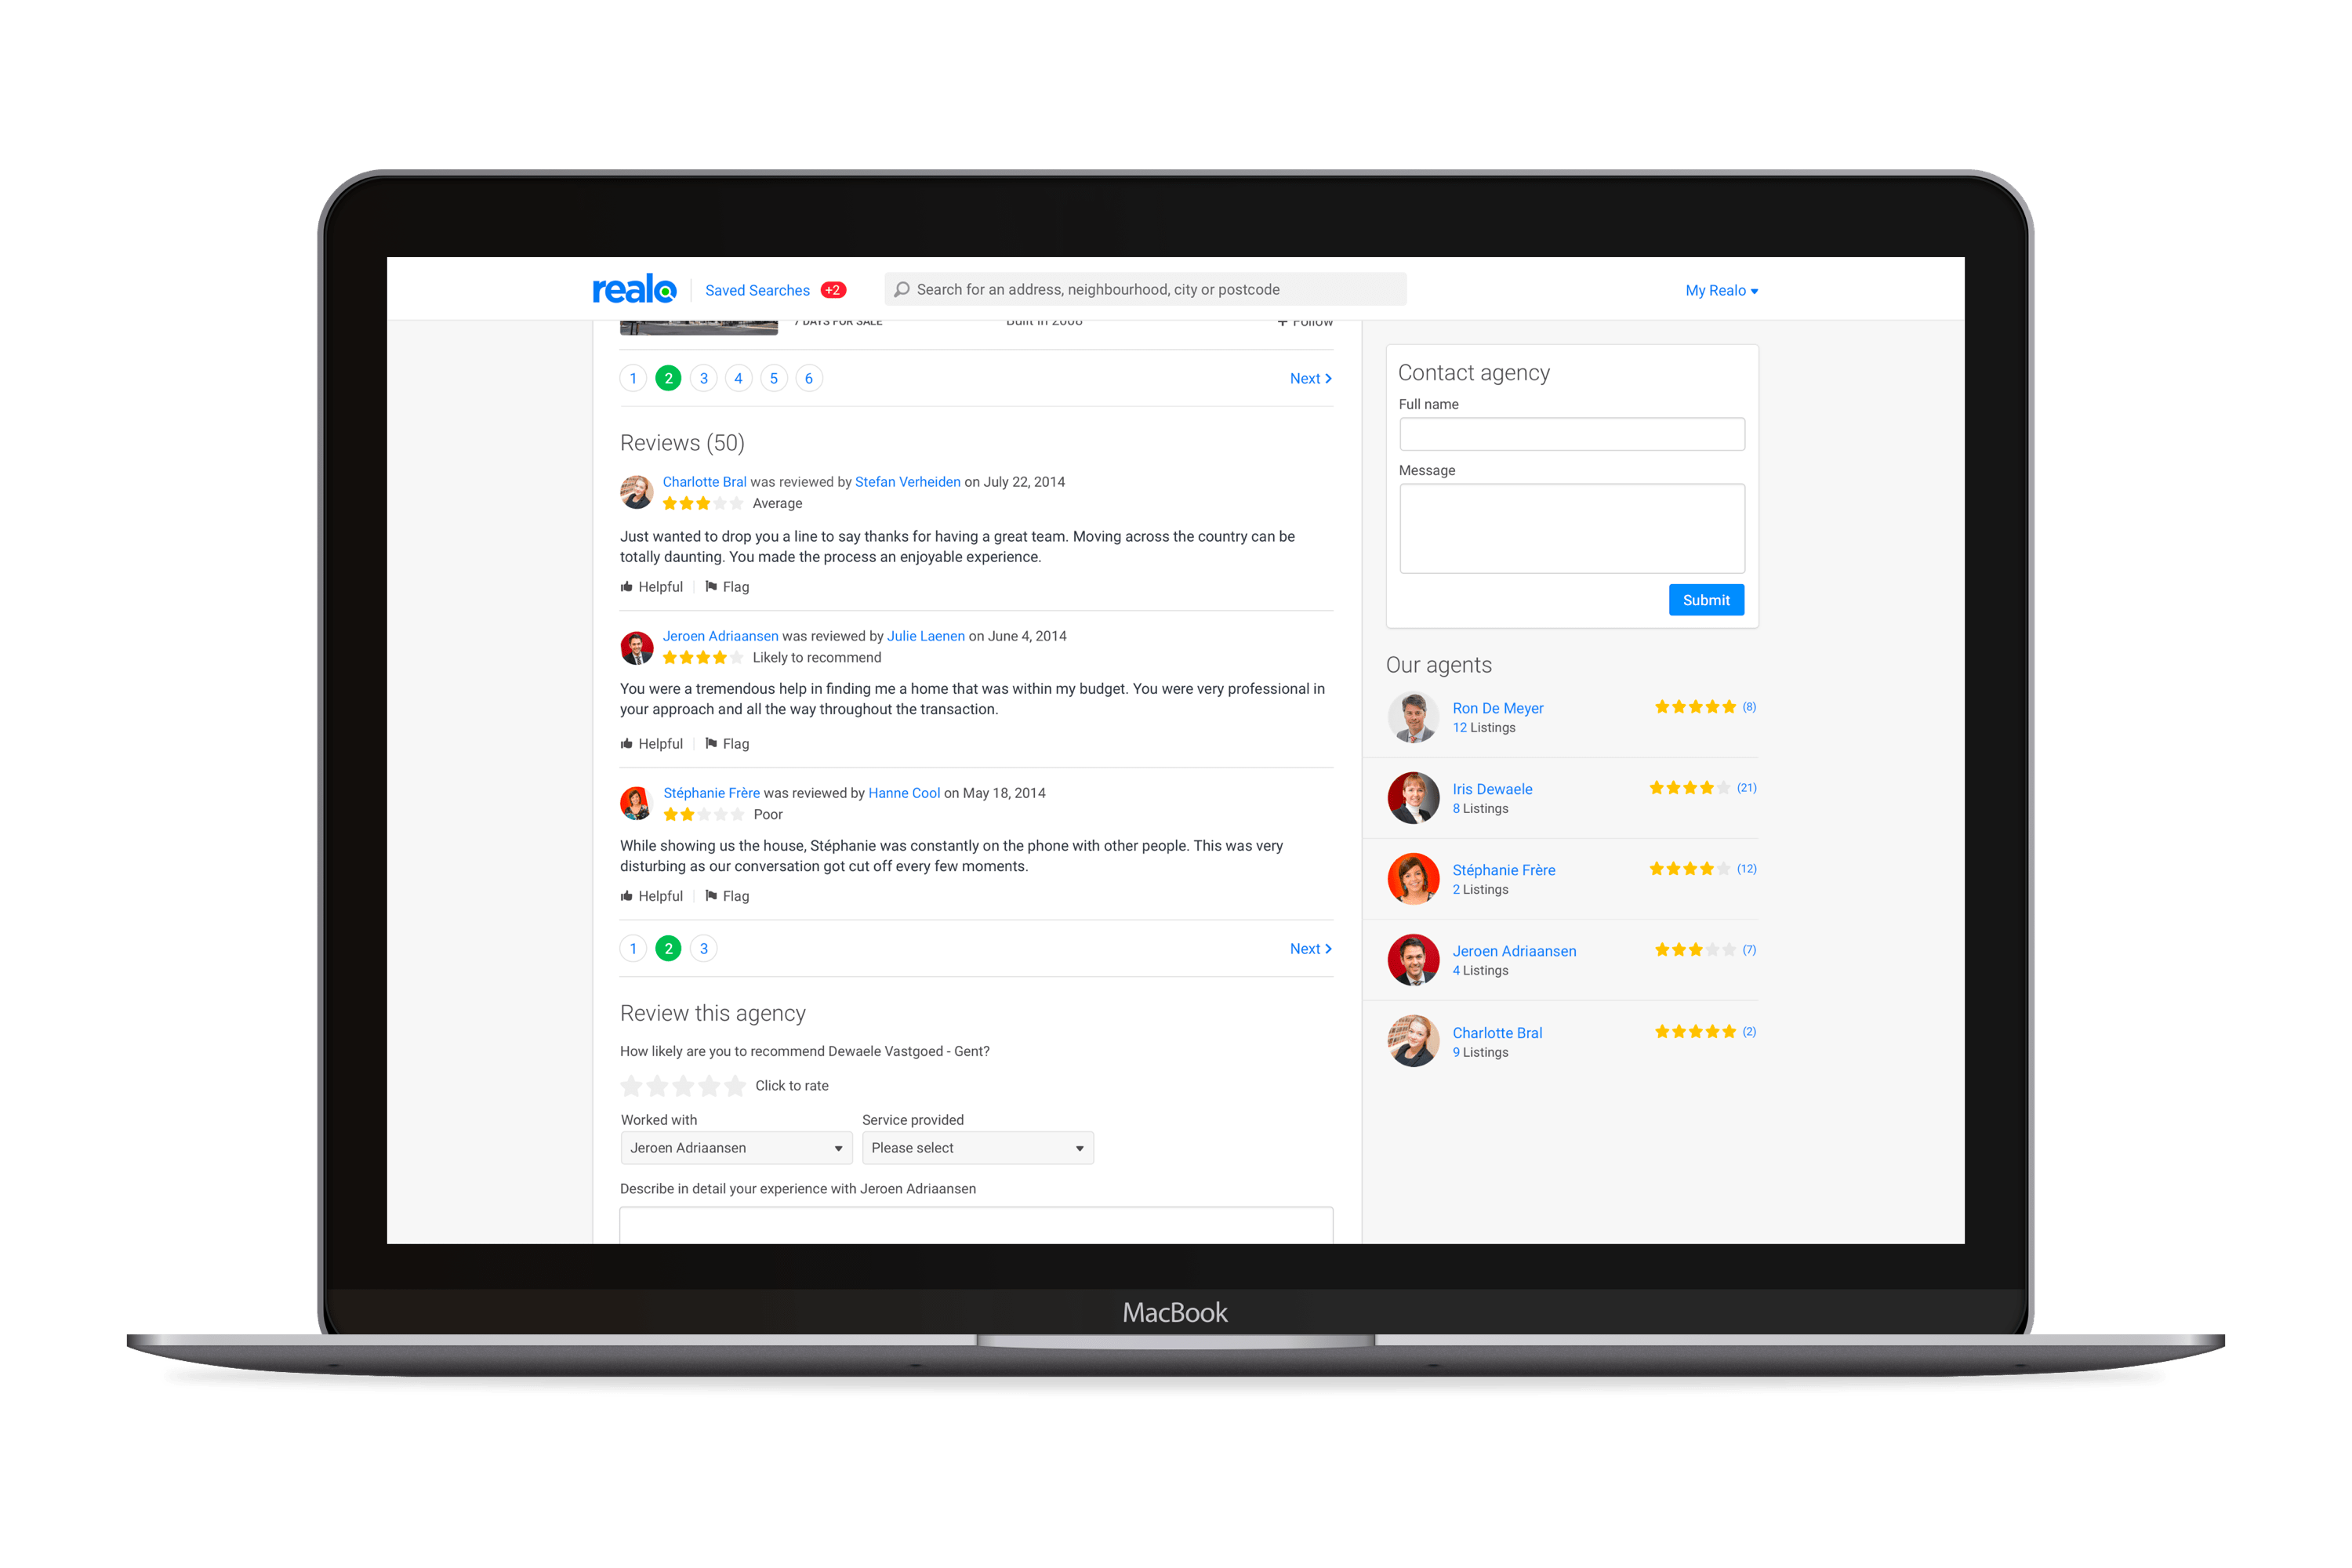 realo
Saved Searches +2
Search for an address, neighbourhood, city or postcode
My Realo
7 DAYS FOR SALE
Built in 2008
+ Follow
1 2 3 4 5 6
Next
Reviews (50)
Charlotte Bral was reviewed by Stefan Verheiden on July 22, 2014
Average
Just wanted to drop you a line to say thanks for having a great team. Moving across the country can be
totally daunting. You made the process an enjoyable experience.
Helpful Flag
Jeroen Adriaansen was reviewed by Julie Laenen on June 4, 2014
Likely to recommend
You were a tremendous help in finding me a home that was within my budget. You were very professional in
your approach and all the way throughout the transaction.
Helpful Flag
Stéphanie Frère was reviewed by Hanne Cool on May 18, 2014
Poor
While showing us the house, Stéphanie was constantly on the phone with other people. This was very
disturbing as our conversation got cut off every few moments.
Helpful Flag
1 2 3
Next
Review this agency
How likely are you to recommend Dewaele Vastgoed - Gent?
Click to rate
Worked with
Service provided
Jeroen Adriaansen
Please select
Describe in detail your experience with Jeroen Adriaansen
Contact agency
Full name
Message
Submit
Our agents
Ron De Meyer
(8)
12 Listings
Iris Dewaele
(21)
8 Listings
Stéphanie Frère
(12)
2 Listings
Jeroen Adriaansen
(7)
4 Listings
Charlotte Bral
(2)
9 Listings
MacBook